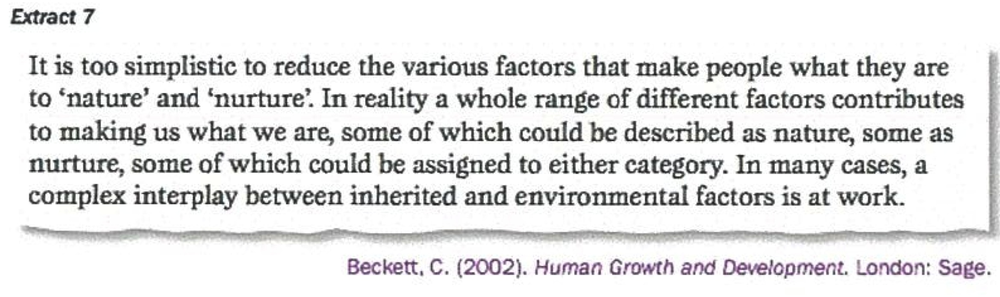 Extract 7
It is too simplistic to reduce the various factors that make people what they are
to ‘nature’ and ‘nurture’. In reality a whole range of different factors contributes
to making us what we are, some of which could be described as nature, some as
nurture, some of which could be assigned to either category. In many cases, a
complex interplay between inherited and environmental factors is at work.
Beckett, C. (2002). Human Growth and Development. London: Sage.